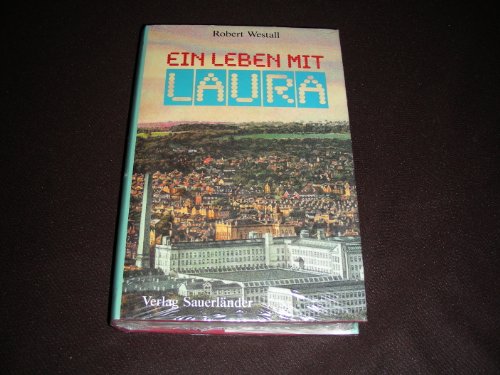 Robert Westall
EIN LEBEN MIT
LAURA
Verlag Sauerländer